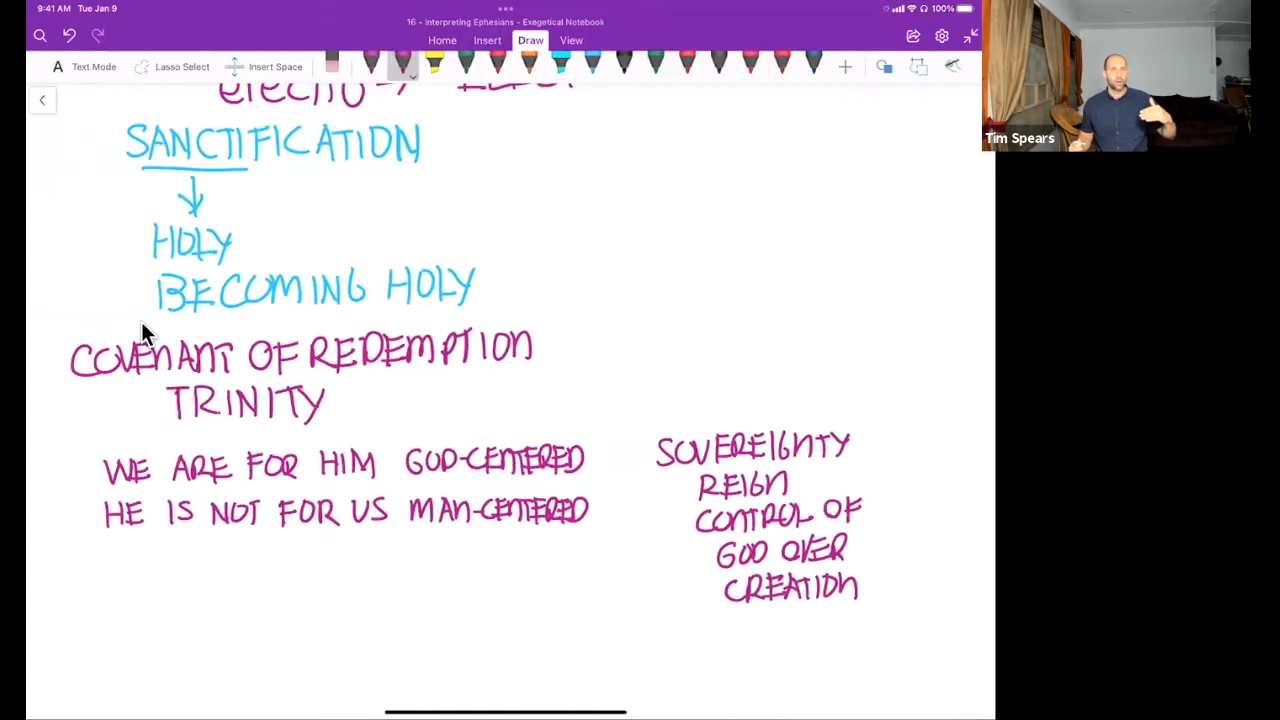 9:41 AM Tue Jan 9
100%
16 - Interpreting Ephesians - Exegetical Notebook
Home Insert Draw View
Text Mode Lasso Select Insert Space
Tim Spears
SANCTIFICATION
HOLY
BECOMING HOLY
COVENANT OF REDEMPTION
TRINITY
WE ARE FOR HIM GOD-CENTERED
HE IS NOT FOR US MAN-CENTERED
SOVEREIGNTY
REIGN
CONTROL OF
GOD OVER
CREATION